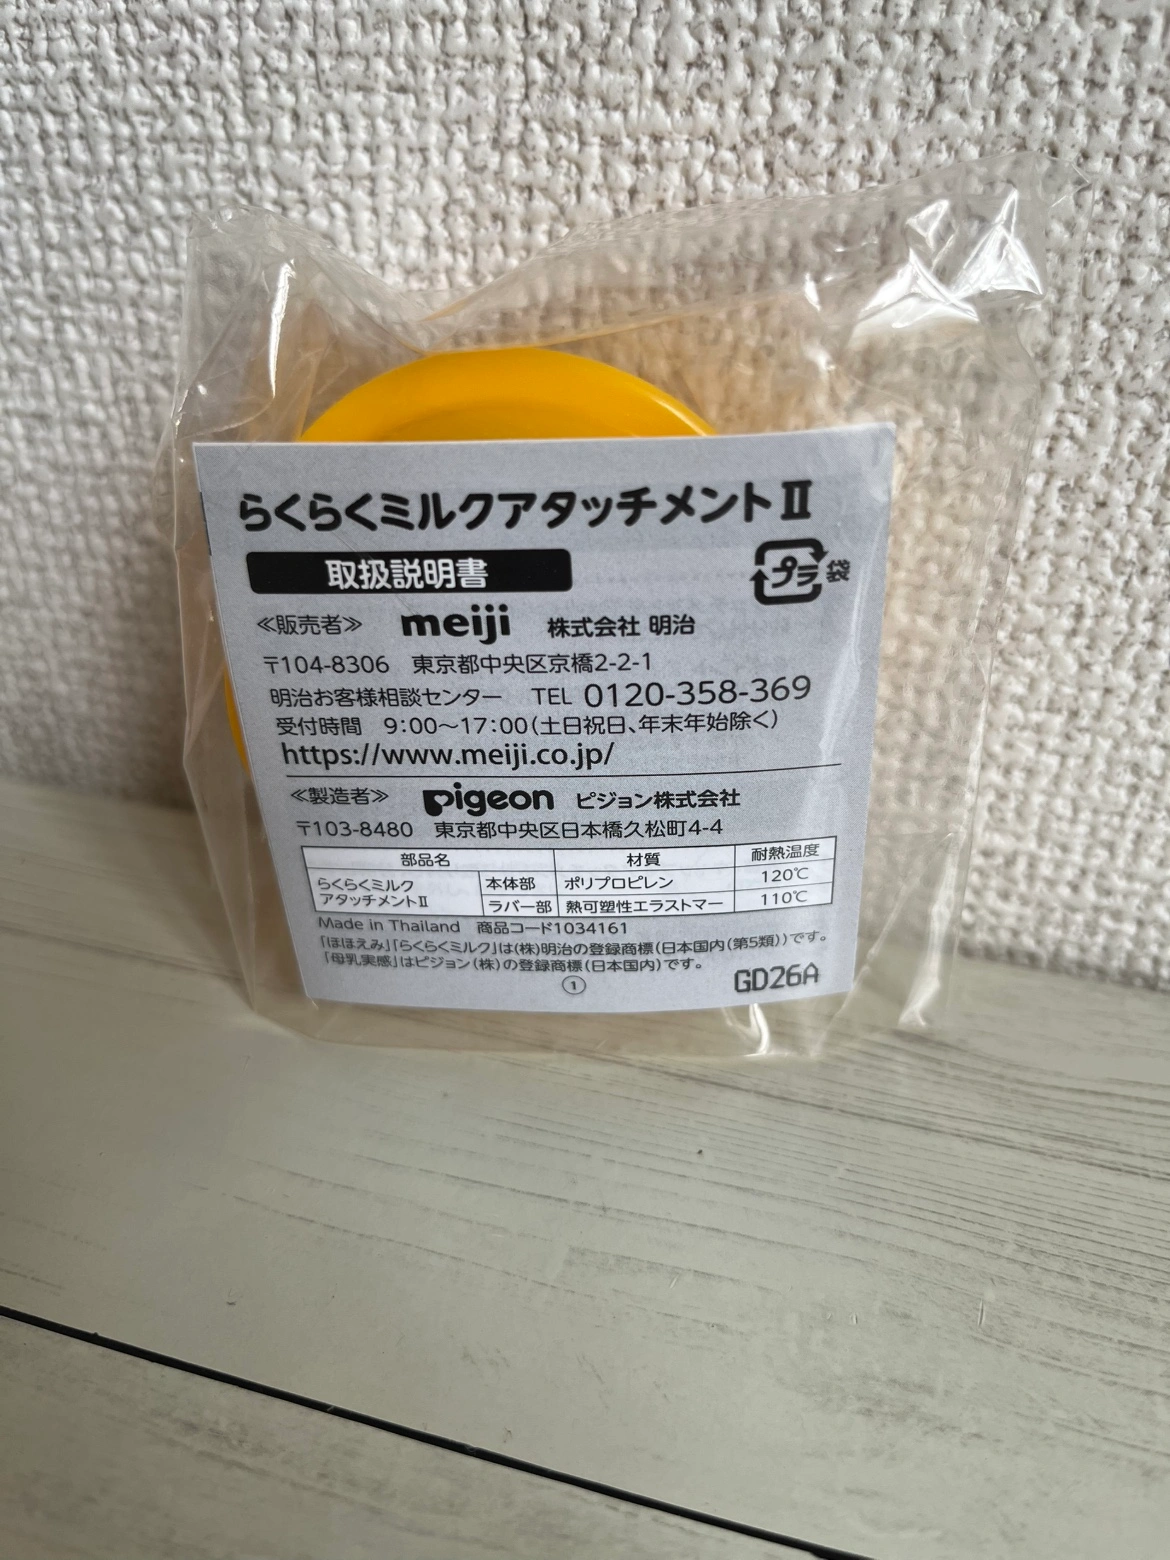 らくらくミルクアタッチメントⅡ
取扱説明書
プラ 袋
≪販売者≫ meiji 株式会社 明治
〒104-8306 東京都中央区京橋2-2-1
明治お客様相談センター TEL 0120-358-369
受付時間 9:00～17:00(土日祝日、年末年始除く)
https://www.meiji.co.jp/
≪製造者≫ pigeon ピジョン株式会社
〒103-8480 東京都中央区日本橋久松町4-4
部品名 材質 耐熱温度
らくらくミルク アタッチメントⅡ 本体部 ポリプロピレン 120℃
ラバー部 熱可塑性エラストマー 110℃
Made in Thailand 商品コード1034161
「ほほえみ」「らくらくミルク」は(株)明治の登録商標(日本国内(第5類))です。
「母乳実感」はピジョン(株)の登録商標(日本国内)です。
① GD26A